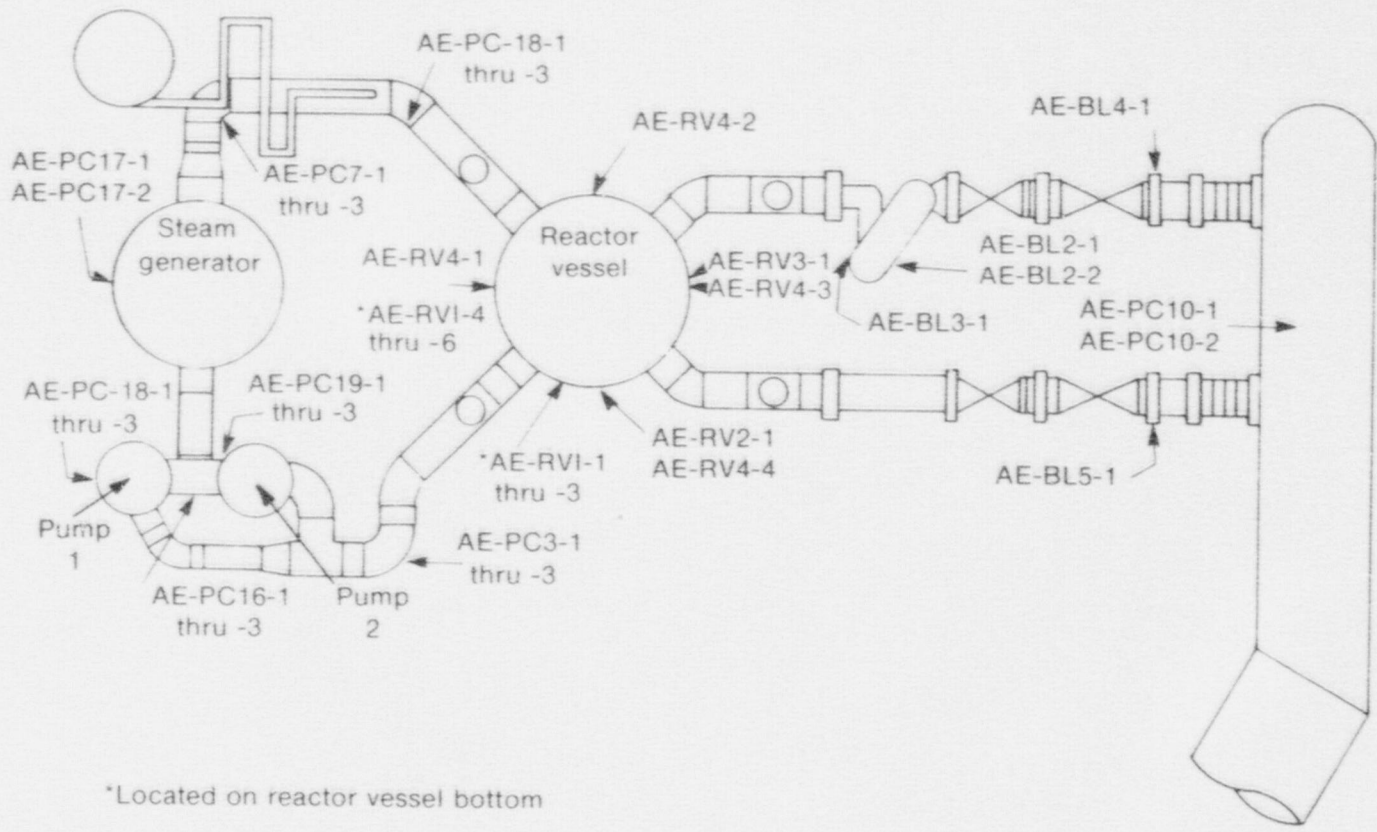 AE-PC-18-1
thru -3
AE-RV4-2
AE-BL4-1
AE-PC17-1
AE-PC17-2
AE-PC7-1
thru -3
Steam
generator
Reactor
vessel
AE-RV4-1
*AE-RVI-4
thru -6
AE-RV3-1
AE-RV4-3
AE-BL2-1
AE-BL2-2
AE-BL3-1
AE-PC10-1
AE-PC10-2
AE-PC-18-1
thru -3
AE-PC19-1
thru -3
*AE-RVI-1
thru -3
AE-RV2-1
AE-RV4-4
AE-BL5-1
Pump
1
AE-PC16-1
thru -3
Pump
2
AE-PC3-1
thru -3
*Located on reactor vessel bottom